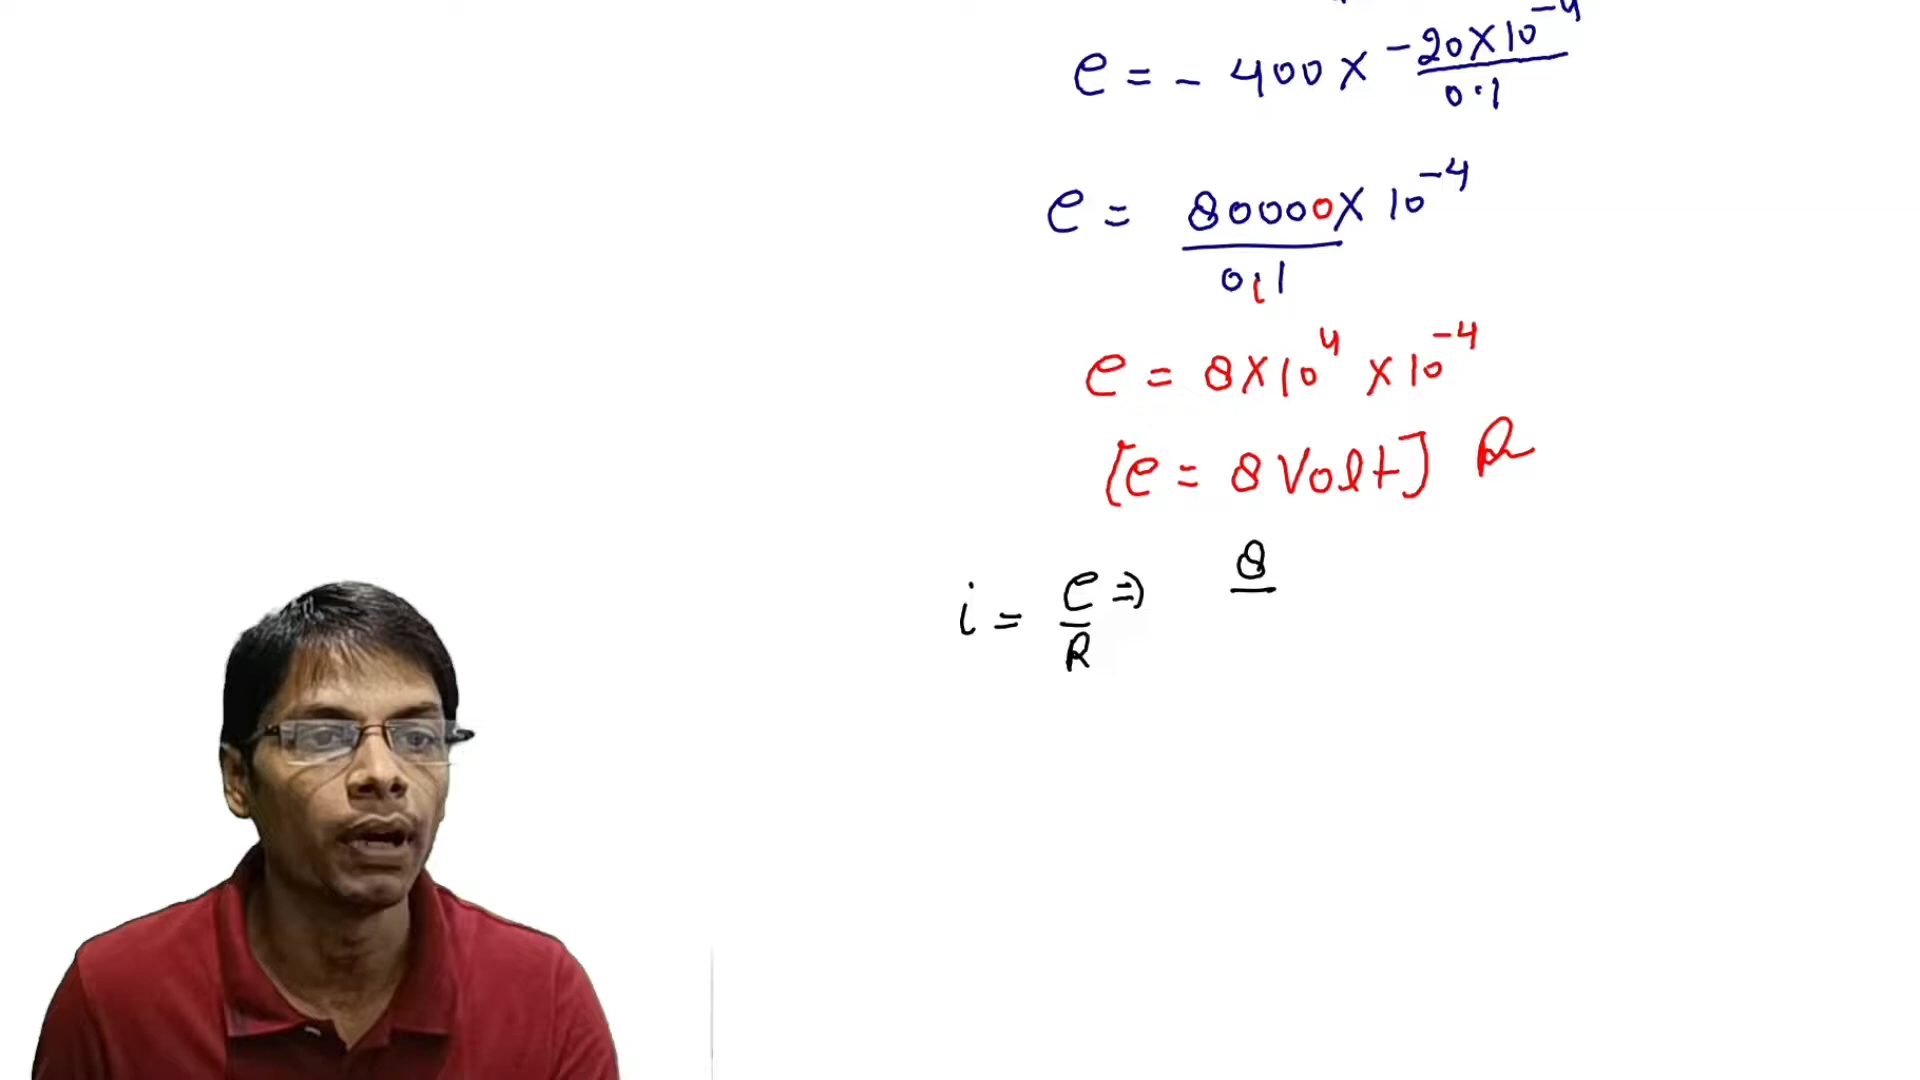 e = - 400 × -20×10⁻⁴/0.1
e = 80000× 10⁻⁴/0.1
e = 8×10⁴ ×10⁻⁴
[e = 8 Volt]
i = e/R ⇒ 8